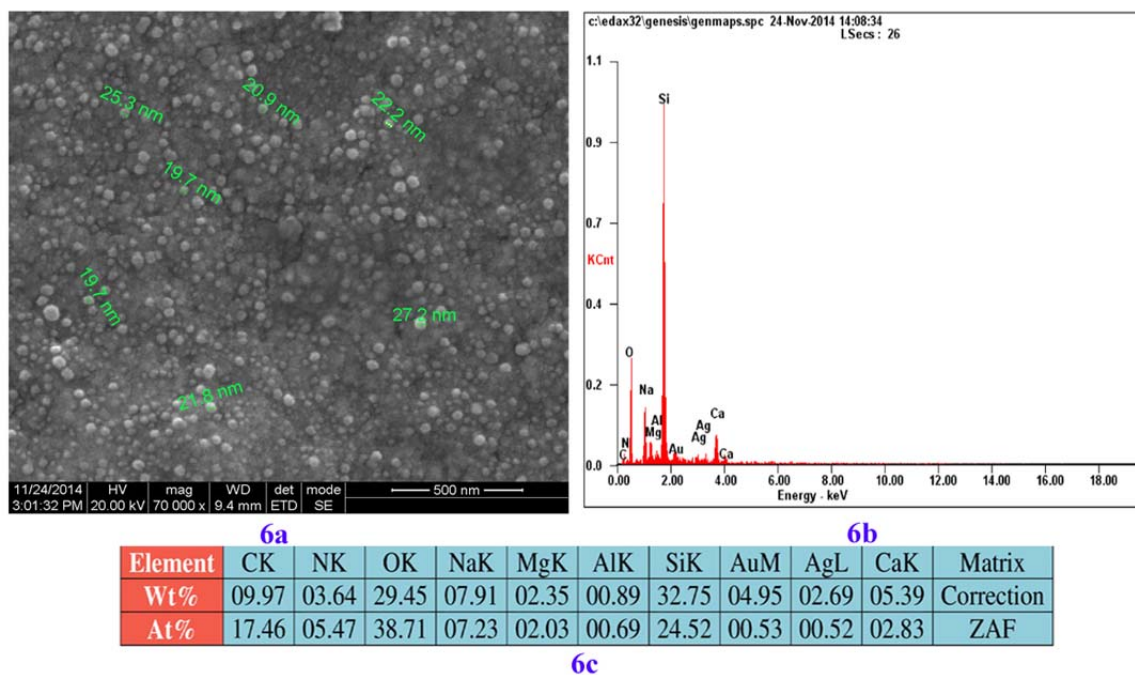 25.3 nm
20.9 nm
22.2 nm
19.7 nm
19.7 nm
27.2 nm
21.8 nm
11/24/2014 HV mag WD det mode 500 nm
3:01:32 PM 20.00 kV 70 000 x 9.4 mm ETD SE
6a
c:\edax32\genesis\genmaps.spc 24-Nov-2014 14:08:34
LSecs : 26
1.1
Si
0.9
0.7
KCnt
0.4
O
0.2
Na
Ca
Al
Ag
N
Mg
Ag
C
Au
Ca
0.0
0.00 2.00 4.00 6.00 8.00 10.00 12.00 14.00 16.00 18.00
Energy - keV
6b
Element CK NK OK NaK MgK AlK SiK AuM AgL CaK Matrix
Wt% 09.97 03.64 29.45 07.91 02.35 00.89 32.75 04.95 02.69 05.39 Correction
At% 17.46 05.47 38.71 07.23 02.03 00.69 24.52 00.53 00.52 02.83 ZAF
6c